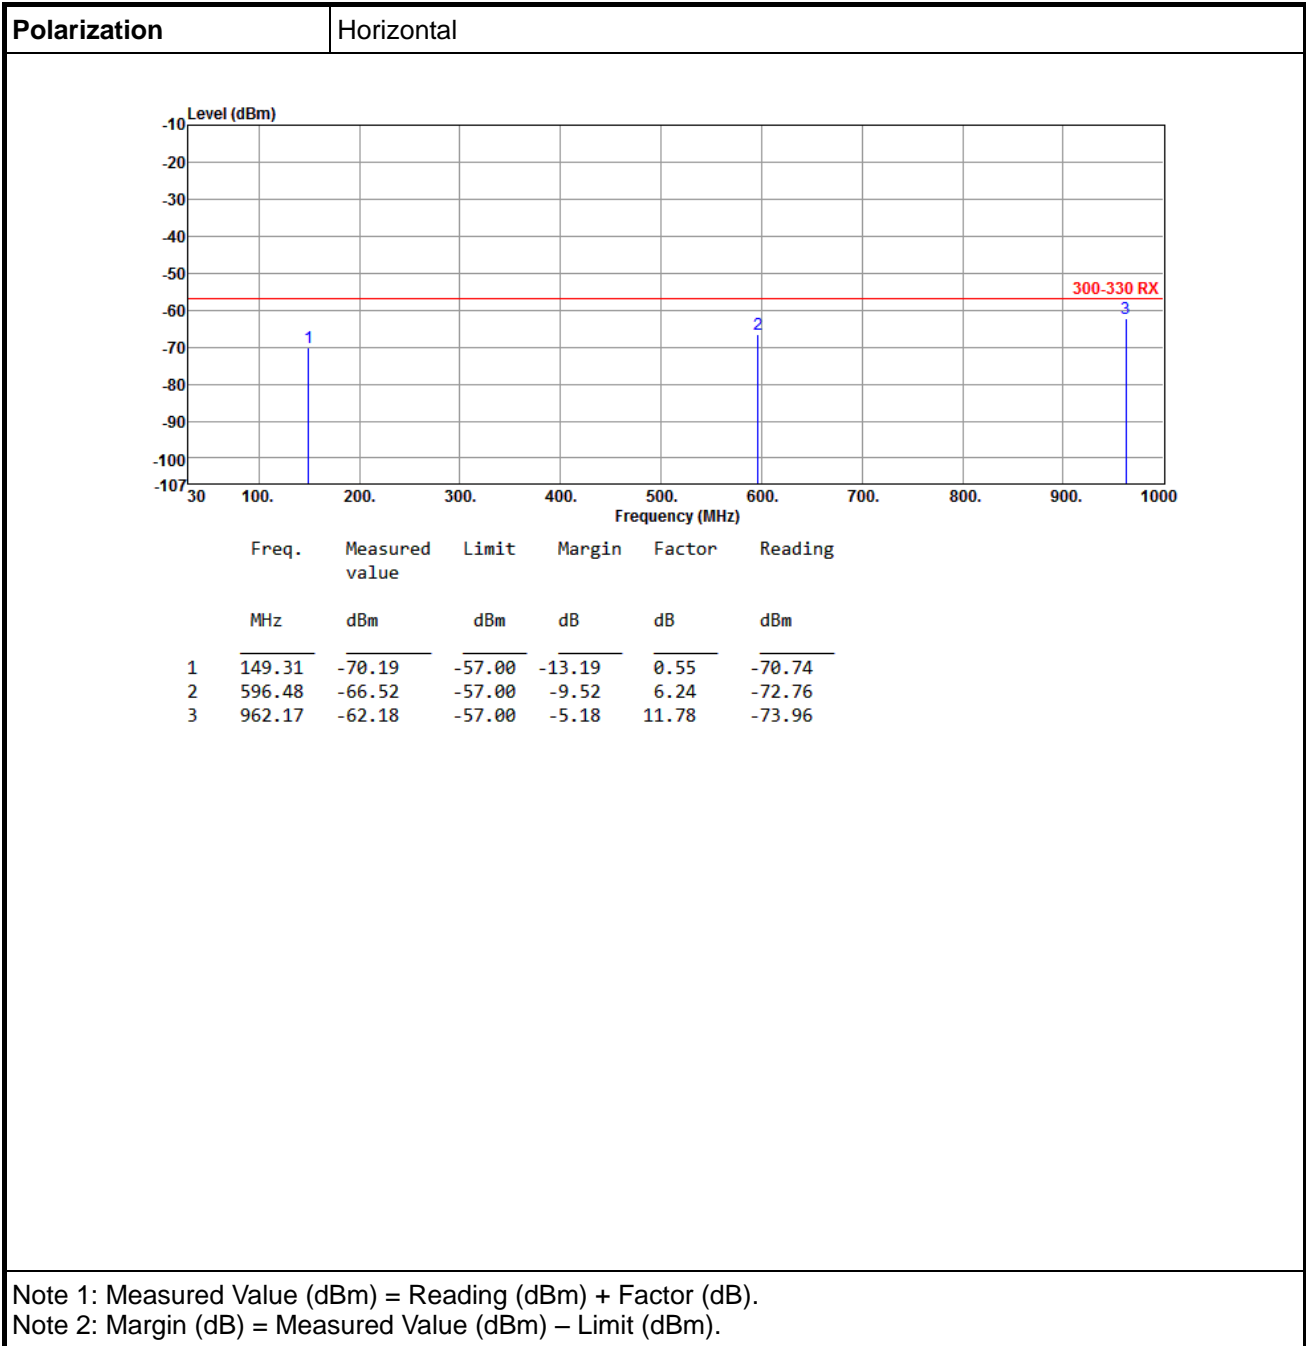 Polarization Horizontal
Level (dBm)
-10
-20
-30
-40
-50
300-330 RX
-60
3
2
1
-70
-80
-90
-100
-107
30 100. 200. 300. 400. 500. 600. 700. 800. 900. 1000
Frequency (MHz)
Freq. Measured Limit Margin Factor Reading
value
MHz dBm dBm dB dB dBm
1 149.31 -70.19 -57.00 -13.19 0.55 -70.74
2 596.48 -66.52 -57.00 -9.52 6.24 -72.76
3 962.17 -62.18 -57.00 -5.18 11.78 -73.96
Note 1: Measured Value (dBm) = Reading (dBm) + Factor (dB).
Note 2: Margin (dB) = Measured Value (dBm) – Limit (dBm).